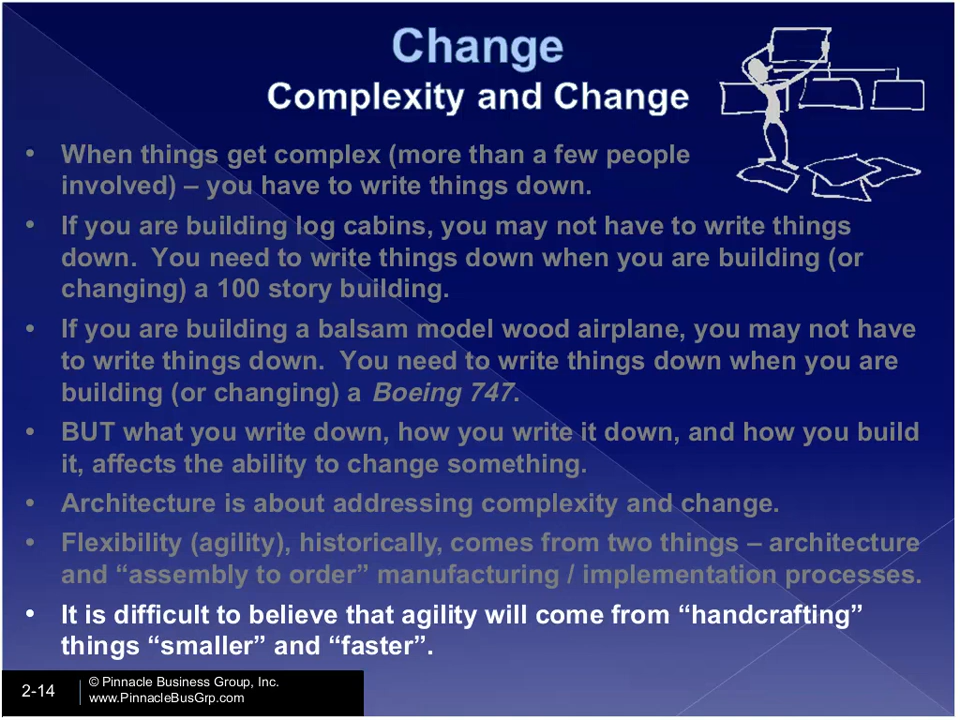 Change
Complexity and Change
• When things get complex (more than a few people
involved) – you have to write things down.
• If you are building log cabins, you may not have to write things
down.  You need to write things down when you are building (or
changing) a 100 story building.
• If you are building a balsam model wood airplane, you may not have
to write things down.  You need to write things down when you are
building (or changing) a Boeing 747.
• BUT what you write down, how you write it down, and how you build
it, affects the ability to change something.
• Architecture is about addressing complexity and change.
• Flexibility (agility), historically, comes from two things – architecture
and “assembly to order” manufacturing / implementation processes.
• It is difficult to believe that agility will come from “handcrafting”
things “smaller” and “faster”.
2-14
© Pinnacle Business Group, Inc.
www.PinnacleBusGrp.com